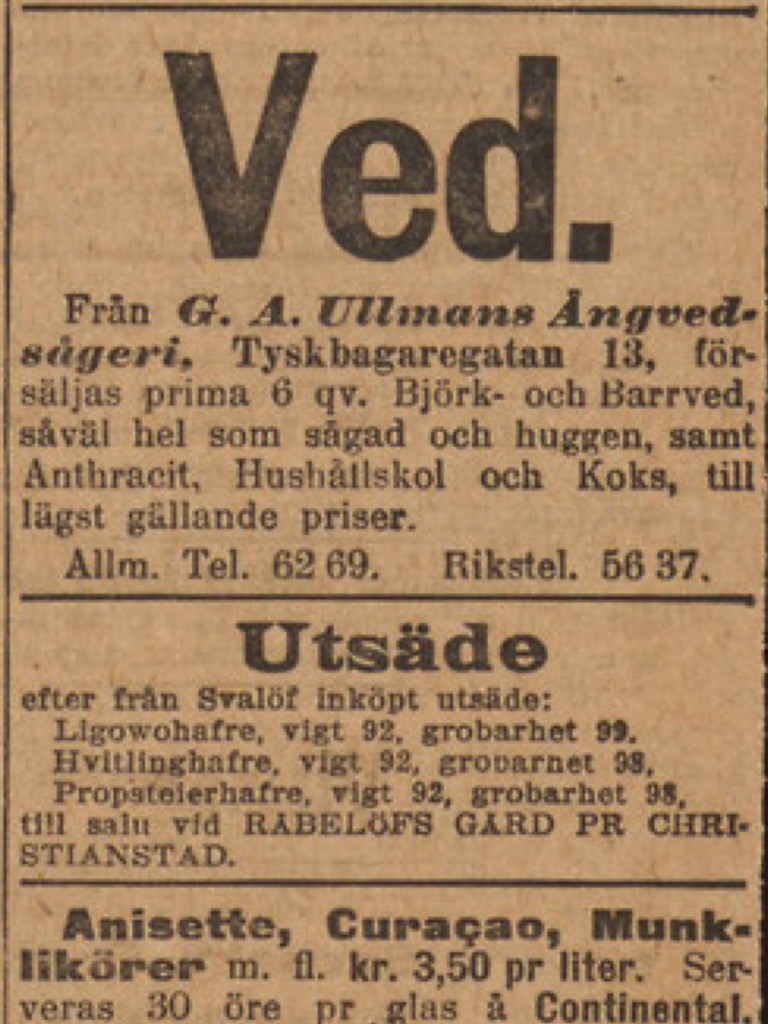 Ved.
Från G. A. Ullmans Ångved-
sågeri, Tyskbagaregatan 13, för-
säljas prima 6 qv. Björk- och Barrved,
såväl hel som sågad och huggen, samt
Anthracit, Hushållskol och Koks, till
lägst gällande priser.
Allm. Tel. 62 69. Rikstel. 56 37.
Utsäde
efter från Svalöf inköpt utsäde:
Ligowohafre, vigt 92, grobarhet 99.
Hvitlinghafre, vigt 92, grobarhet 98,
Propsteierhafre, vigt 92, grobarhet 98,
till salu vid RABELÖFS GÅRD PR CHRI-
STIANSTAD.
Anisette, Curaçao, Munk-
likörer m. fl. kr. 3,50 pr liter. Ser-
veras 30 öre pr glas å Continental.